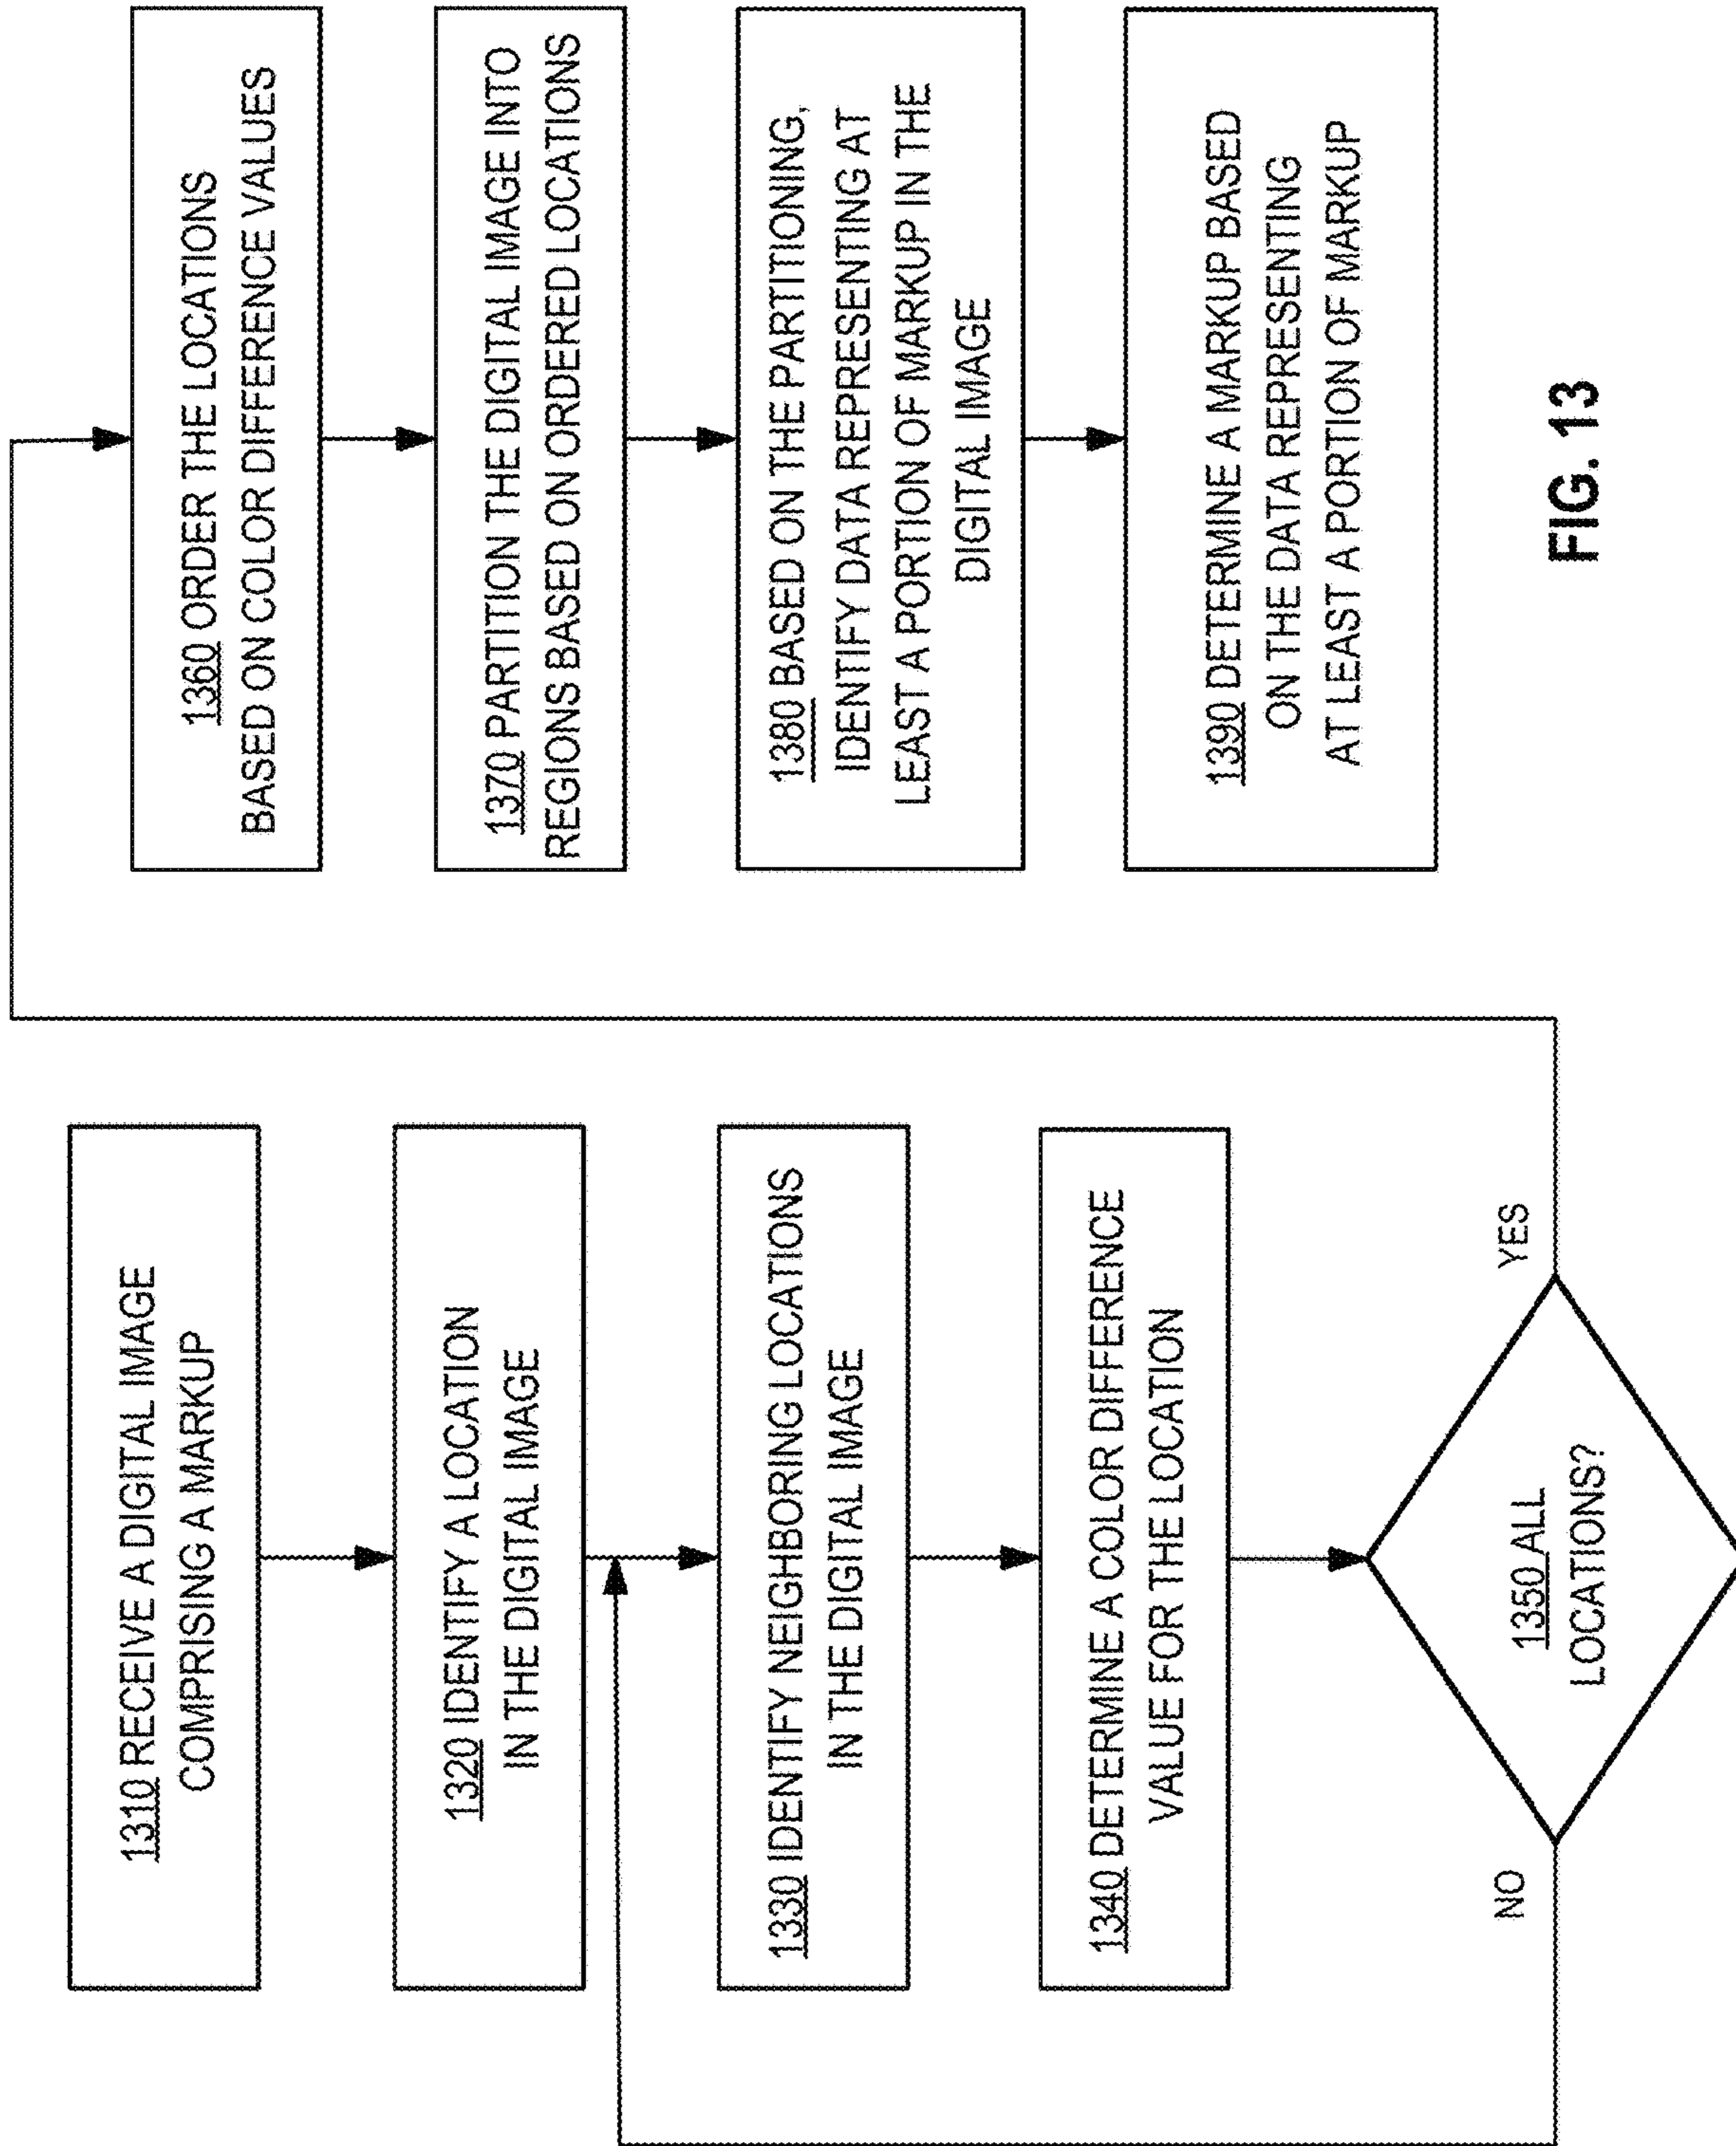 1310 RECEIVE A DIGITAL IMAGE
COMPRISING A MARKUP
1320 IDENTIFY A LOCATION
IN THE DIGITAL IMAGE
1330 IDENTIFY NEIGHBORING LOCATIONS
IN THE DIGITAL IMAGE
1340 DETERMINE A COLOR DIFFERENCE
VALUE FOR THE LOCATION
1350 ALL
LOCATIONS?
NO
YES
1360 ORDER THE LOCATIONS
BASED ON COLOR DIFFERENCE VALUES
1370 PARTITION THE DIGITAL IMAGE INTO
REGIONS BASED ON ORDERED LOCATIONS
1380 BASED ON THE PARTITIONING,
IDENTIFY DATA REPRESENTING AT
LEAST A PORTION OF MARKUP IN THE
DIGITAL IMAGE
1390 DETERMINE A MARKUP BASED
ON THE DATA REPRESENTING
AT LEAST A PORTION OF MARKUP
FIG. 13